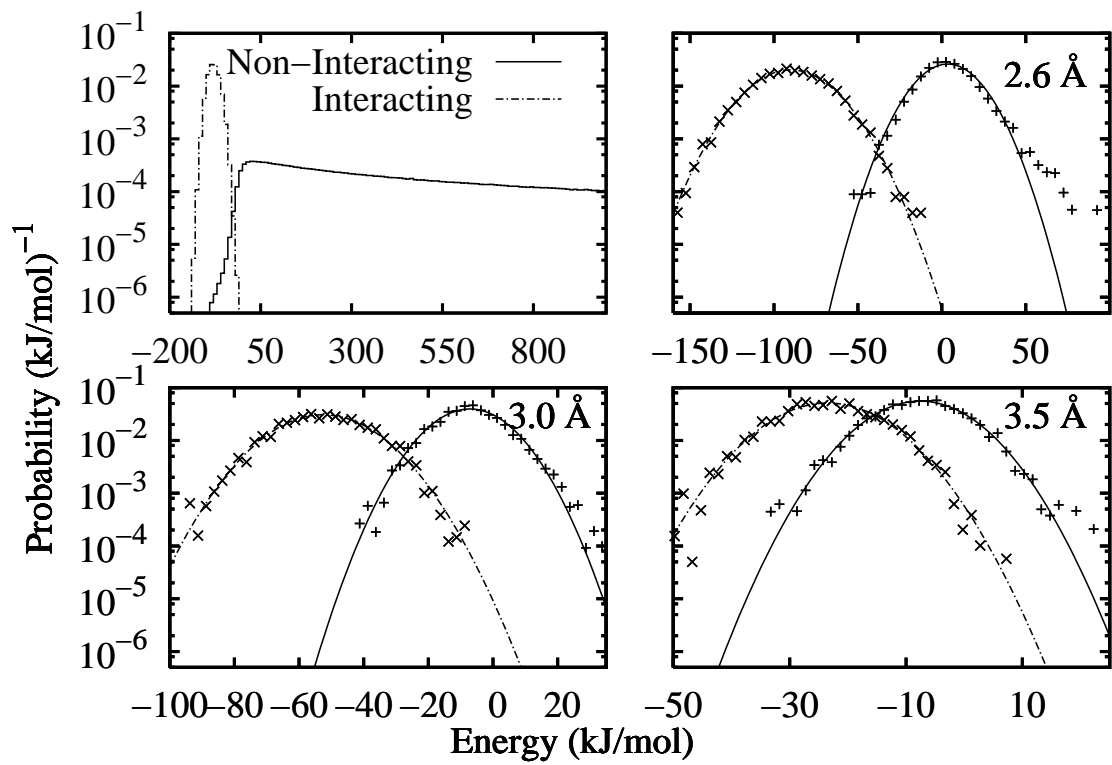 Probability (kJ/mol)⁻¹
10⁻¹
10⁻²
10⁻³
10⁻⁴
10⁻⁵
10⁻⁶
Non−Interacting
Interacting
−200 50 300 550 800
2.6 Å
−150 −100 −50 0 50
10⁻¹
10⁻²
10⁻³
10⁻⁴
10⁻⁵
10⁻⁶
3.0 Å
−100 −80 −60 −40 −20 0 20
3.5 Å
−50 −30 −10 10
Energy (kJ/mol)